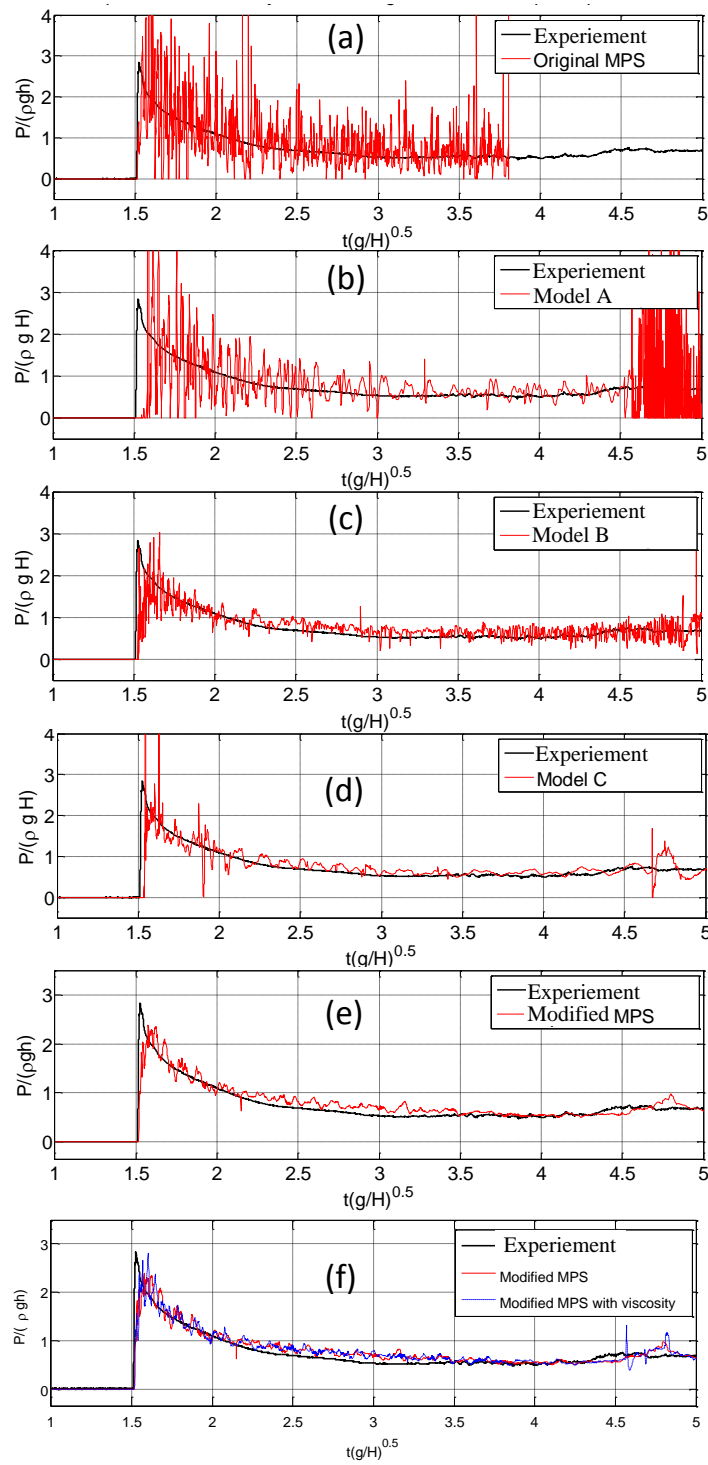 (a)
Experiement
Original MPS
P/(ρgh)
4
3
2
1
0
1 1.5 2 2.5 3 3.5 4 4.5 5
t(g/H)^0.5
(b)
Experiement
Model A
P/(ρ g H)
4
3
2
1
0
1 1.5 2 2.5 3 3.5 4 4.5 5
t(g/H)^0.5
(c)
Experiement
Model B
P/(ρ g H)
4
3
2
1
0
1 1.5 2 2.5 3 3.5 4 4.5 5
t(g/H)^0.5
(d)
Experiement
Model C
P/(ρ g H)
4
3
2
1
0
1 1.5 2 2.5 3 3.5 4 4.5 5
t(g/H)^0.5
(e)
Experiement
Modified MPS
P/(ρgh)
3
2
1
0
1 1.5 2 2.5 3 3.5 4 4.5 5
t(g/H)^0.5
(f)
Experiement
Modified MPS
Modified MPS with viscosity
P/(ρ gh)
3
2
1
0
1 1.5 2 2.5 3 3.5 4 4.5 5
t(g/H)^0.5